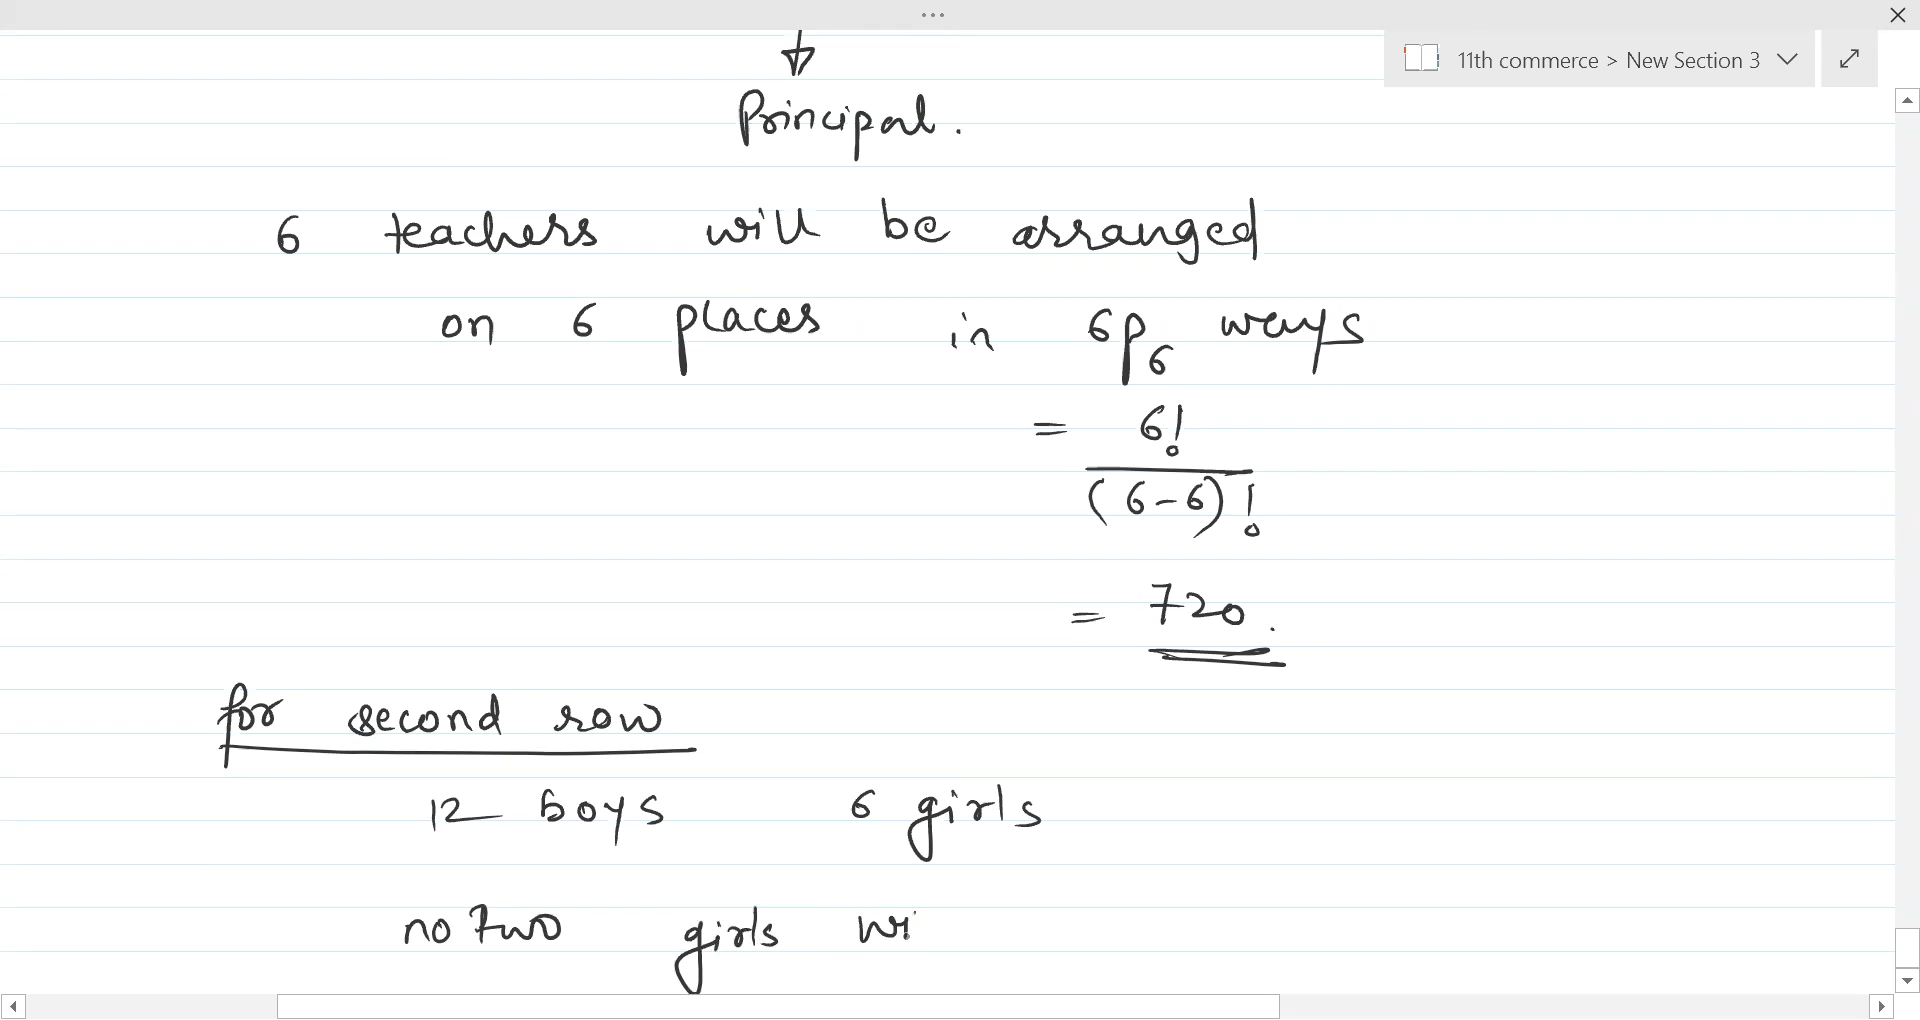 ...
11th commerce > New Section 3
Principal.
6 teachers will be arranged
on 6 places in 6P6 ways
= 6!
(6-6)!
= 720.
for second row
12 boys 6 girls
no two girls wi